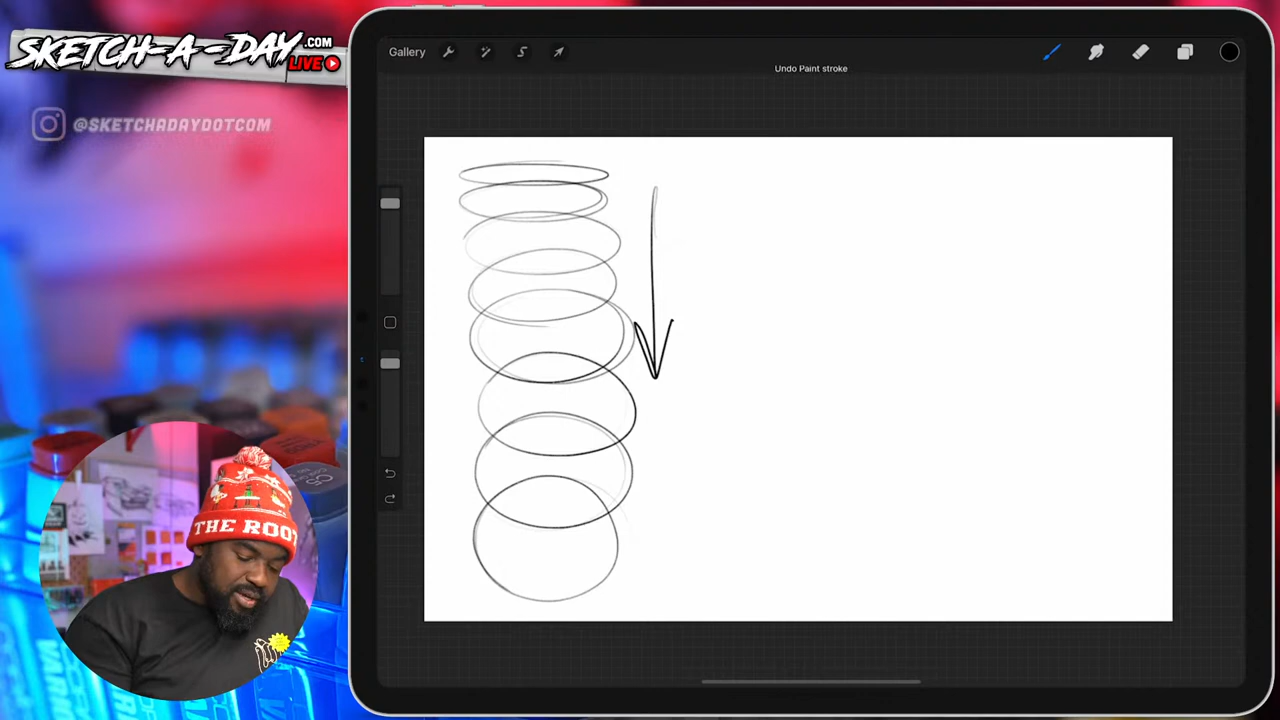 SKETCH-A-DAY.COM
LIVE
@SKETCHADAYDOTCOM
Gallery
Undo Paint stroke
THE ROOT